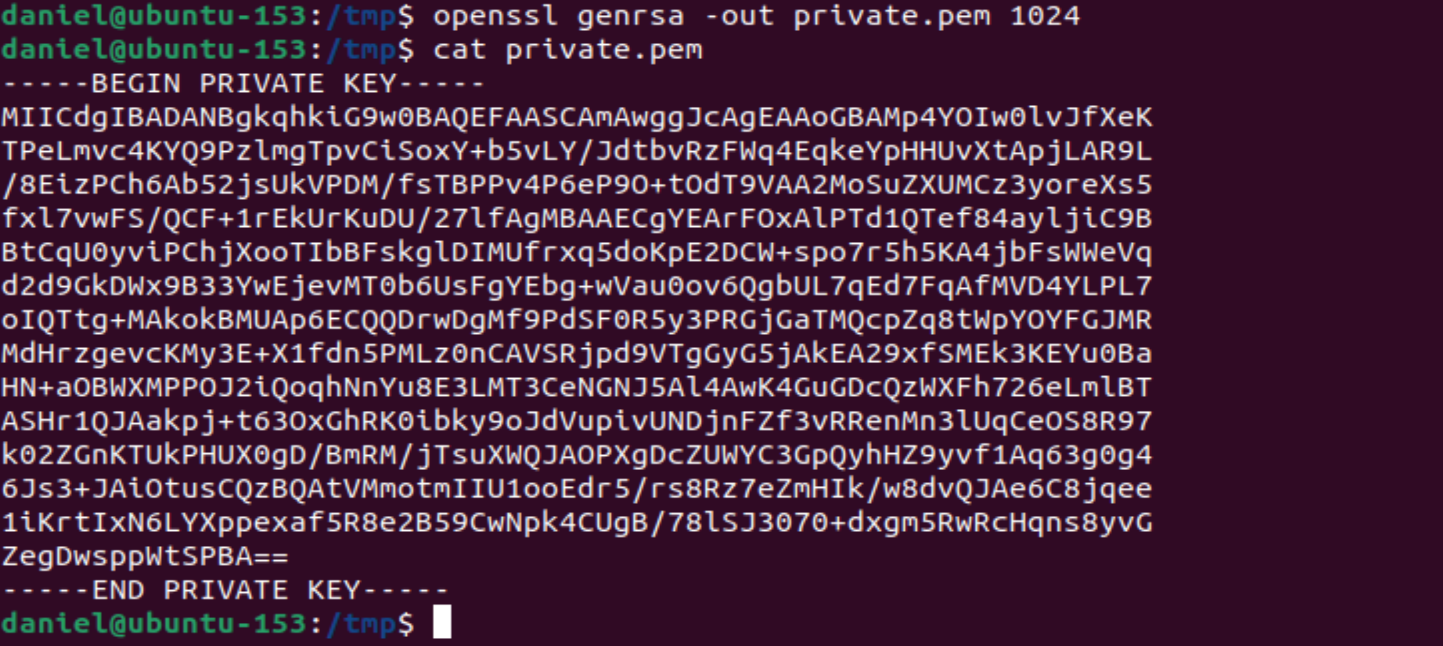 daniel@ubuntu-153:/tmp$ openssl genrsa -out private.pem 1024
daniel@ubuntu-153:/tmp$ cat private.pem
-----BEGIN PRIVATE KEY-----
MIICdgIBADANBgkqhkiG9w0BAQEFAASCAmAwggJcAgEAAoGBAMp4YOIw0lvJfXeK
TPeLmvc4KYQ9PzlmgTpvCiSoxY+b5vLY/JdtbvRzFWq4EqkeYpHHUvXtApjLAR9L
/8EizPCh6Ab52jsUkVPDM/fsTBPPv4P6eP9O+tOdT9VAA2MoSuZXUMCz3yoreXs5
fxl7vwFS/QCF+1rEkUrKuDU/27lfAgMBAAECgYEArFOxAlPTd1QTef84ayljiC9B
BtCqU0yviPChjXooTIbBFskglDIMUfrxq5doKpE2DCW+spo7r5h5KA4jbFsWWeVq
d2d9GkDWx9B33YwEjevMT0b6UsFgYEbg+wVau0ov6QgbUL7qEd7FqAfMVD4YLPL7
oIQTtg+MAkokBMUAp6ECQQDrwDgMf9PdSF0R5y3PRGjGaTMQcpZq8tWpYOYFGJMR
MdHrzgevcKMy3E+X1fdn5PMLz0nCAVSRjpd9VTgGyG5jAkEA29xfSMEk3KEYu0Ba
HN+aOBWXMPPOJ2iQoqhNnYu8E3LMT3CeNGNJ5Al4AwK4GuGDcQzWXFh726eLmlBT
ASHr1QJAakpj+t63OxGhRK0ibky9oJdVupivUNDjnFZf3vRRenMn3lUqCeOS8R97
k02ZGnKTUkPHUX0gD/BmRM/jTsuXWQJAOPXgDcZUWYC3GpQyhHZ9yvf1Aq63g0g4
6Js3+JAiOtusCQzBQAtVMmotmIIU1ooEdr5/rs8Rz7eZmHIk/w8dvQJAe6C8jqee
1iKrtIxN6LYXppexaf5R8e2B59CwNpk4CUgB/78lSJ3070+dxgm5RwRcHqns8yvG
ZegDwsppWtSPBA==
-----END PRIVATE KEY-----
daniel@ubuntu-153:/tmp$